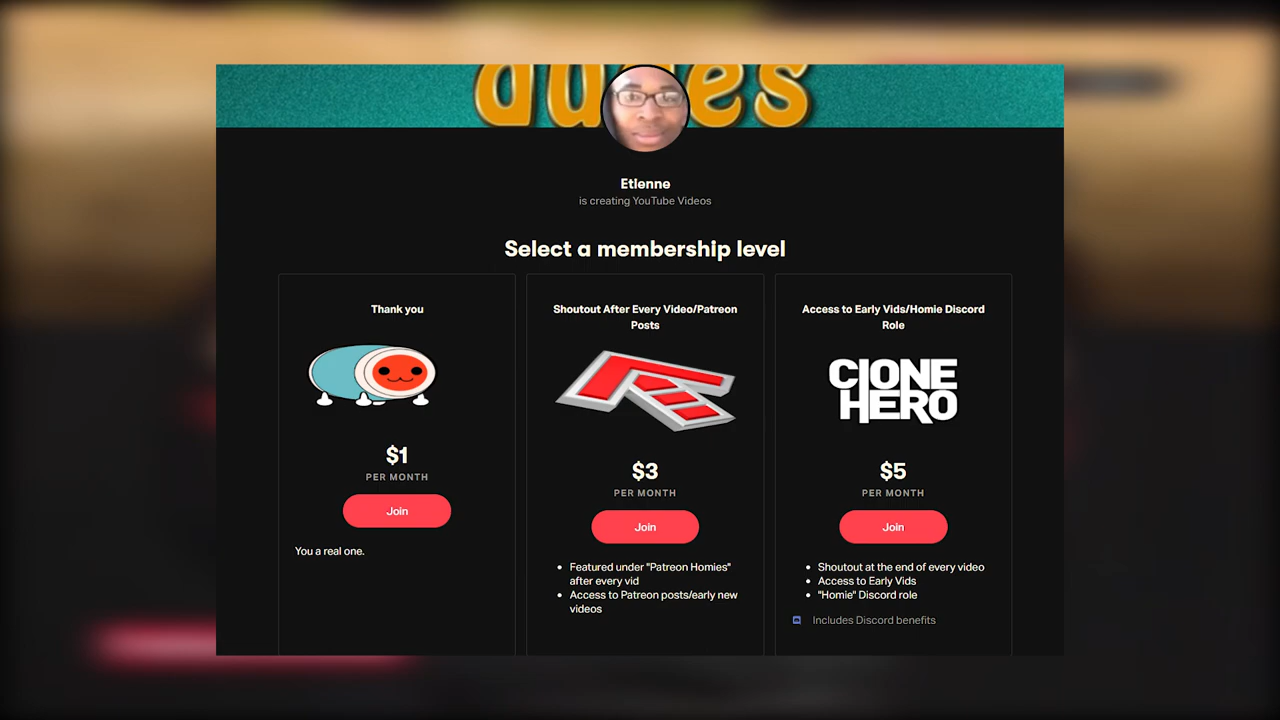 dudes
Etienne
is creating YouTube Videos
Select a membership level
Thank you
$1
PER MONTH
Join
You a real one.
Shoutout After Every Video/Patreon
Posts
$3
PER MONTH
Join
• Featured under "Patreon Homies"
after every vid
• Access to Patreon posts/early new
videos
Access to Early Vids/Homie Discord
Role
CLONE
HERO
$5
PER MONTH
Join
• Shoutout at the end of every video
• Access to Early Vids
• "Homie" Discord role
Includes Discord benefits